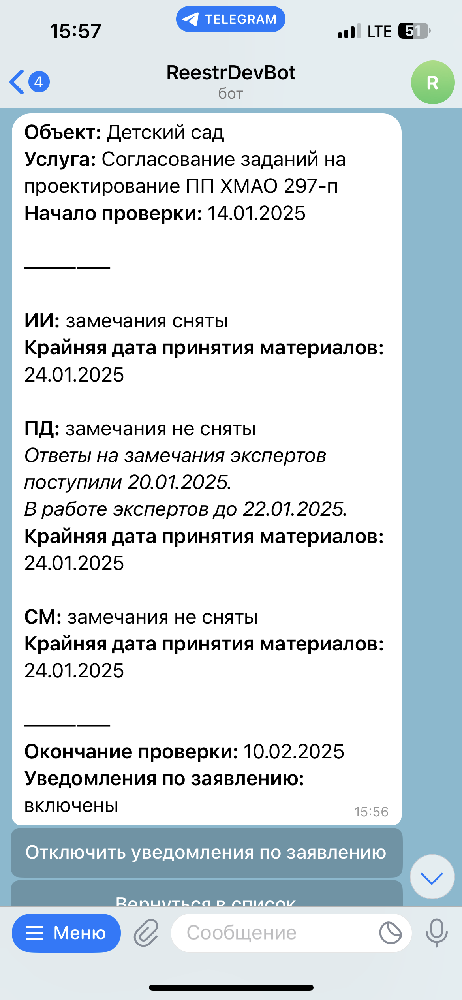 15:57
TELEGRAM
LTE
51
4
ReestrDevBot
бот
R
Объект: Детский сад
Услуга: Согласование заданий на
проектирование ПП ХМАО 297-п
Начало проверки: 14.01.2025
ИИ: замечания сняты
Крайняя дата принятия материалов:
24.01.2025
ПД: замечания не сняты
Ответы на замечания экспертов
поступили 20.01.2025.
В работе экспертов до 22.01.2025.
Крайняя дата принятия материалов:
24.01.2025
СМ: замечания не сняты
Крайняя дата принятия материалов:
24.01.2025
Окончание проверки: 10.02.2025
Уведомления по заявлению:
включены
15:56
Отключить уведомления по заявлению
Вернуться в список
Меню
Сообщение